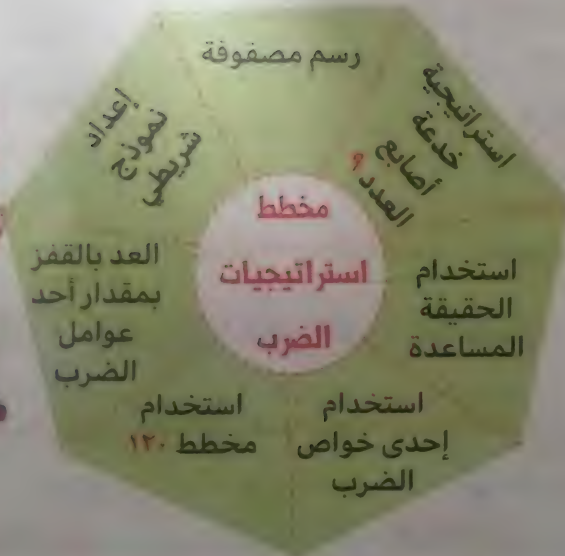 رسم مصفوفة
استراتيجية
خدعة
أصابع
العدد ٩
استخدام
الحقيقة
المساعدة
استخدام
إحدى خواص
الضرب
استخدام
مخطط ١٢٠
العد بالقفز
بمقدار أحد
عوامل
الضرب
إعداد
نموذج
شريطي
مخطط
استراتيجيات
الضرب